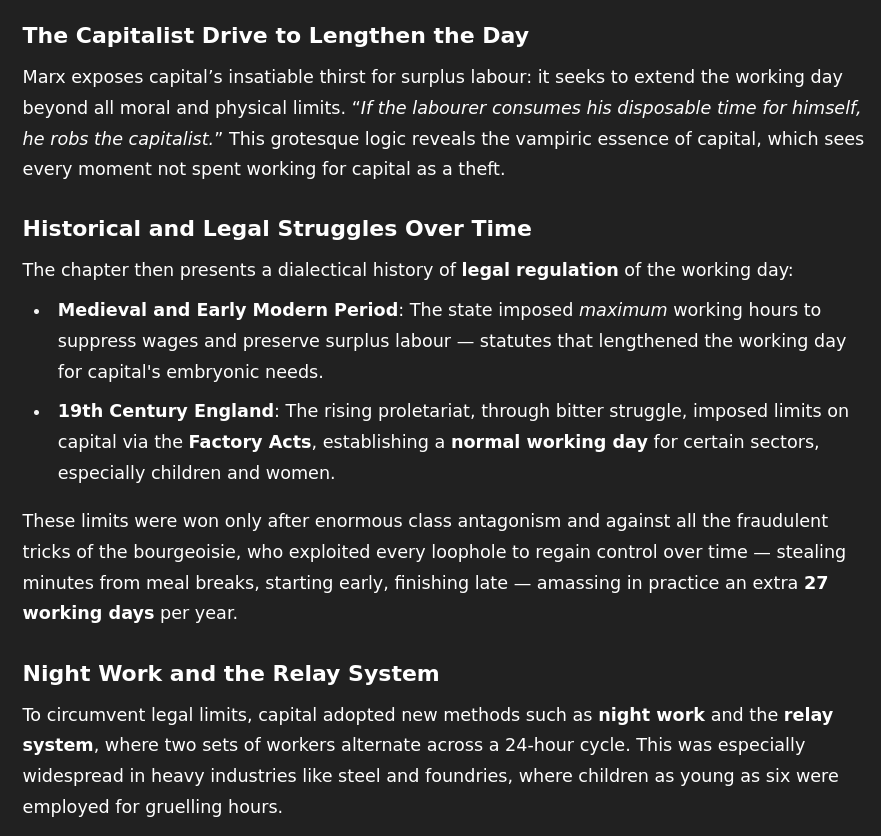 The Capitalist Drive to Lengthen the Day
Marx exposes capital’s insatiable thirst for surplus labour: it seeks to extend the working day
beyond all moral and physical limits. “If the labourer consumes his disposable time for himself,
he robs the capitalist.” This grotesque logic reveals the vampiric essence of capital, which sees
every moment not spent working for capital as a theft.
Historical and Legal Struggles Over Time
The chapter then presents a dialectical history of legal regulation of the working day:
• Medieval and Early Modern Period: The state imposed maximum working hours to
suppress wages and preserve surplus labour — statutes that lengthened the working day
for capital's embryonic needs.
• 19th Century England: The rising proletariat, through bitter struggle, imposed limits on
capital via the Factory Acts, establishing a normal working day for certain sectors,
especially children and women.
These limits were won only after enormous class antagonism and against all the fraudulent
tricks of the bourgeoisie, who exploited every loophole to regain control over time — stealing
minutes from meal breaks, starting early, finishing late — amassing in practice an extra 27
working days per year.
Night Work and the Relay System
To circumvent legal limits, capital adopted new methods such as night work and the relay
system, where two sets of workers alternate across a 24-hour cycle. This was especially
widespread in heavy industries like steel and foundries, where children as young as six were
employed for gruelling hours.